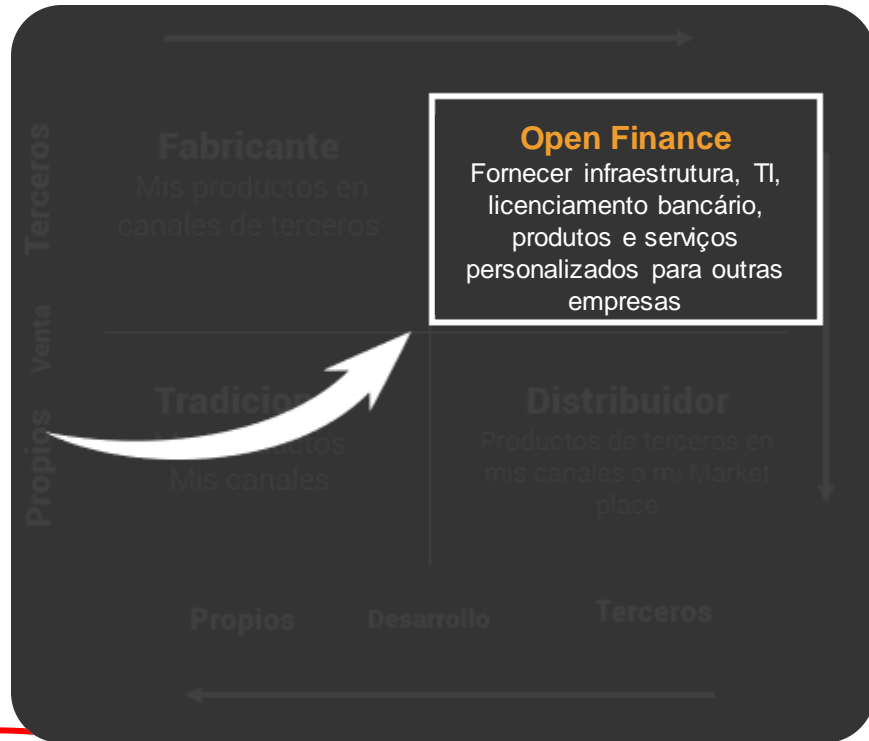 Fabricante
Mis productos en
canales de terceros
Open Finance
Fornecer infraestrutura, TI,
licenciamento bancário,
produtos e serviços
personalizados para outras
empresas
Terceros
Venta
Propios
Tradicion
Mis canales
Distribuidor
Productos de terceros en
mis canales o mi Market
place
Propios
Desarrollo
Terceros